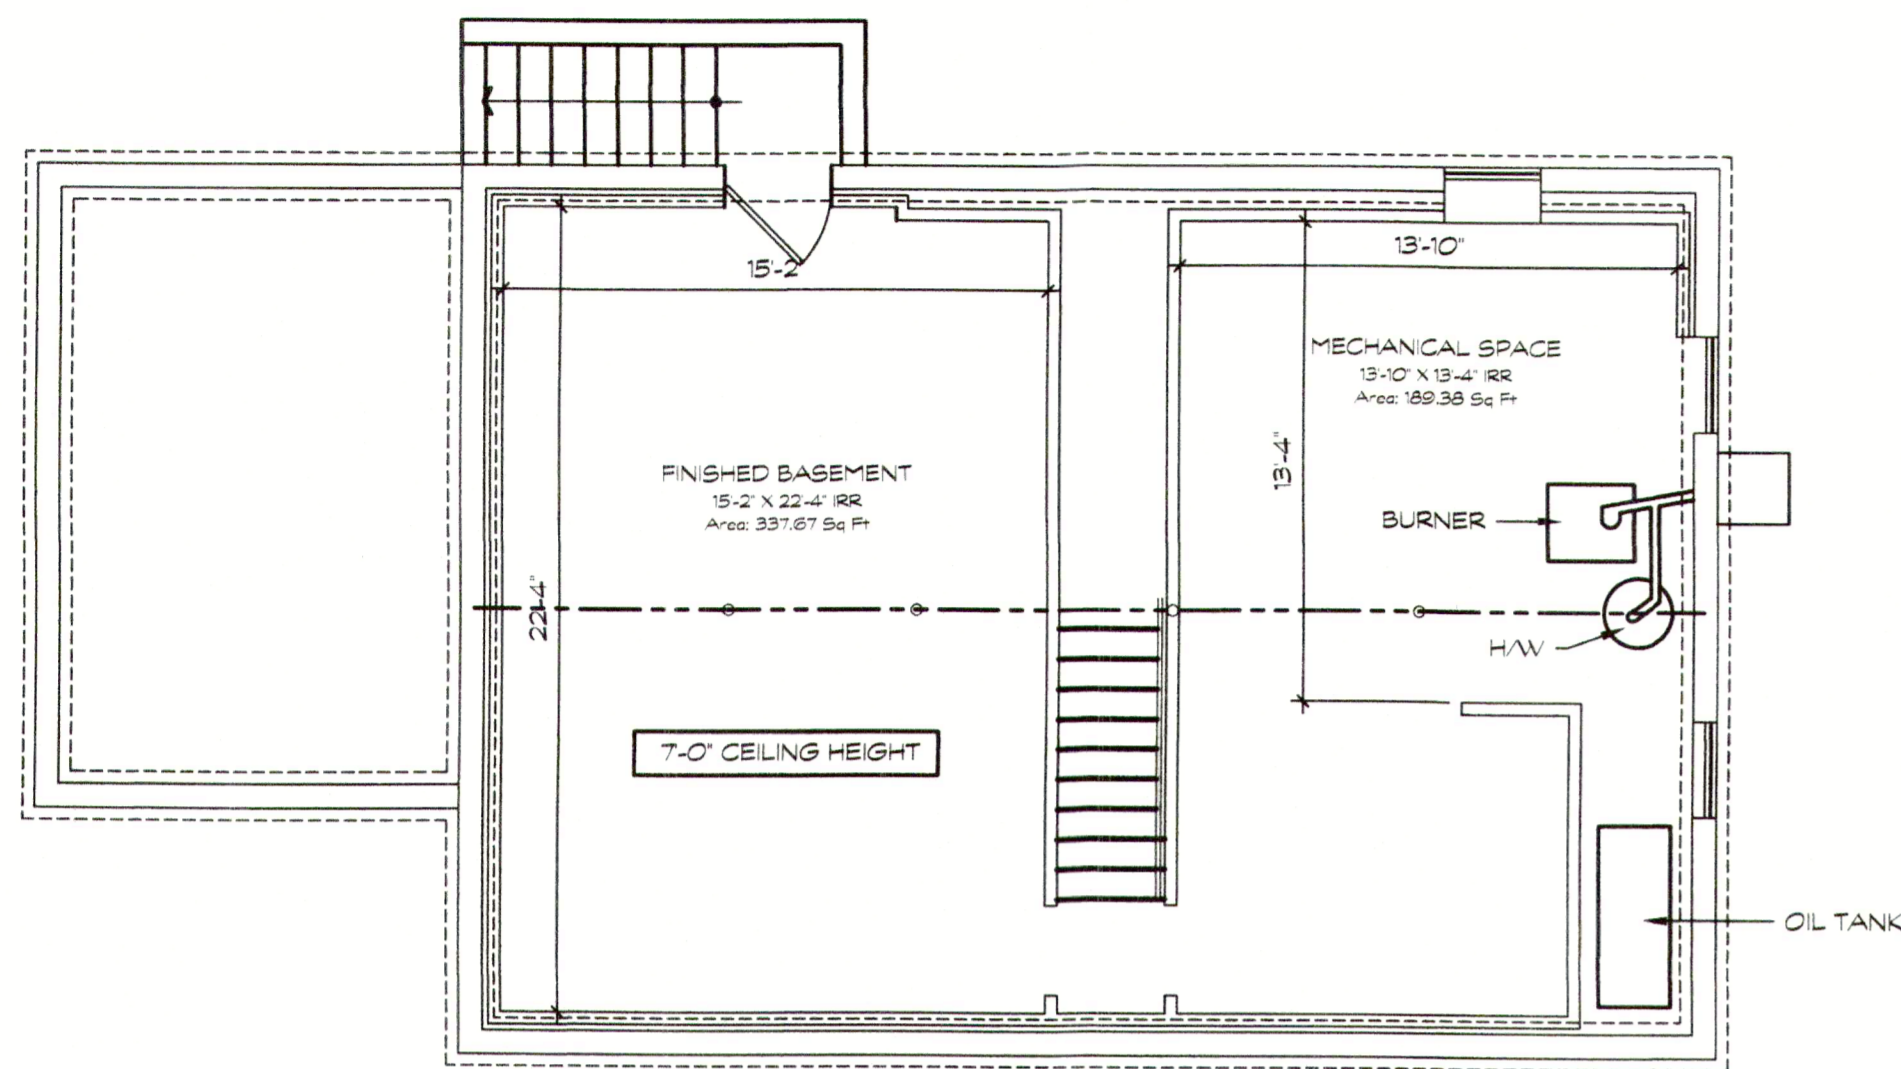 13'-10"
15'-2"
MECHANICAL SPACE
13'-10" X 13'-4" IRR
Area: 189.38 Sq Ft
13'-4"
FINISHED BASEMENT
15'-2" X 22'-4" IRR
Area: 337.67 Sq Ft
BURNER
22'-4"
H/W
7'-0" CEILING HEIGHT
OIL TANK